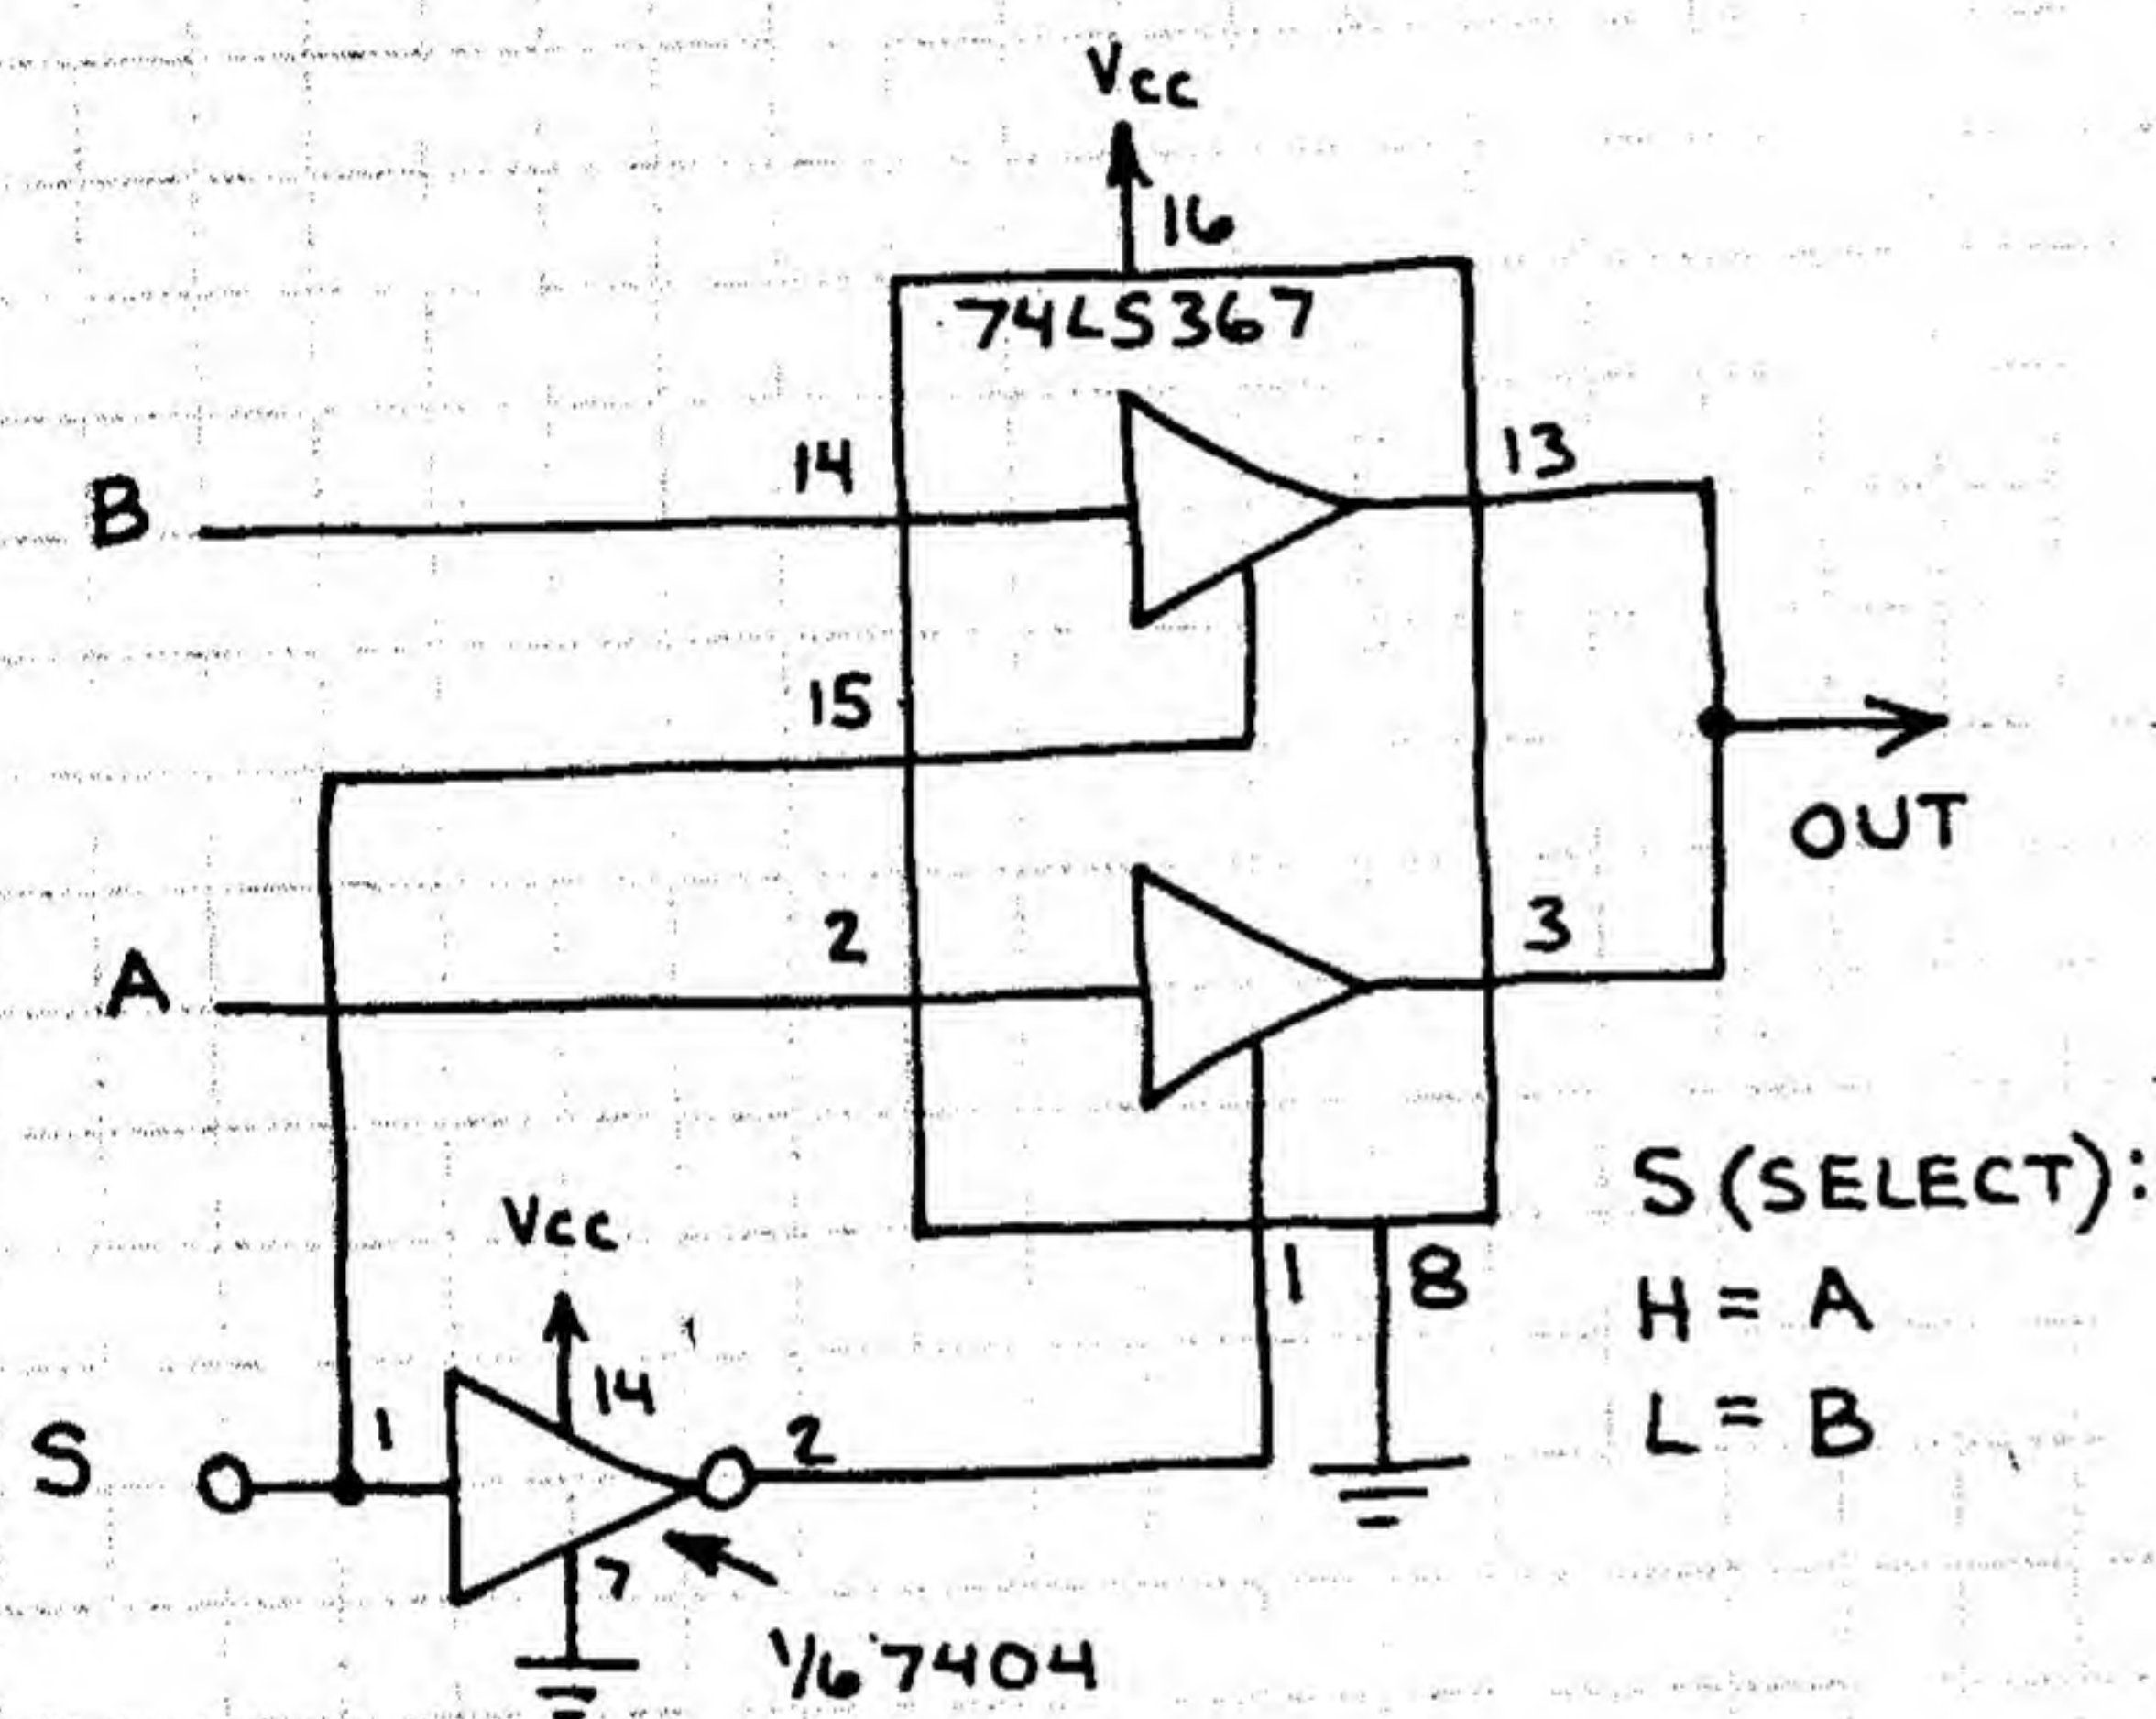 Vcc
16
74LS367
14
13
B
15
OUT
2
3
A
S (SELECT):
H = A
L = B
Vcc
1
8
14
S
1
2
7
1/6 7404